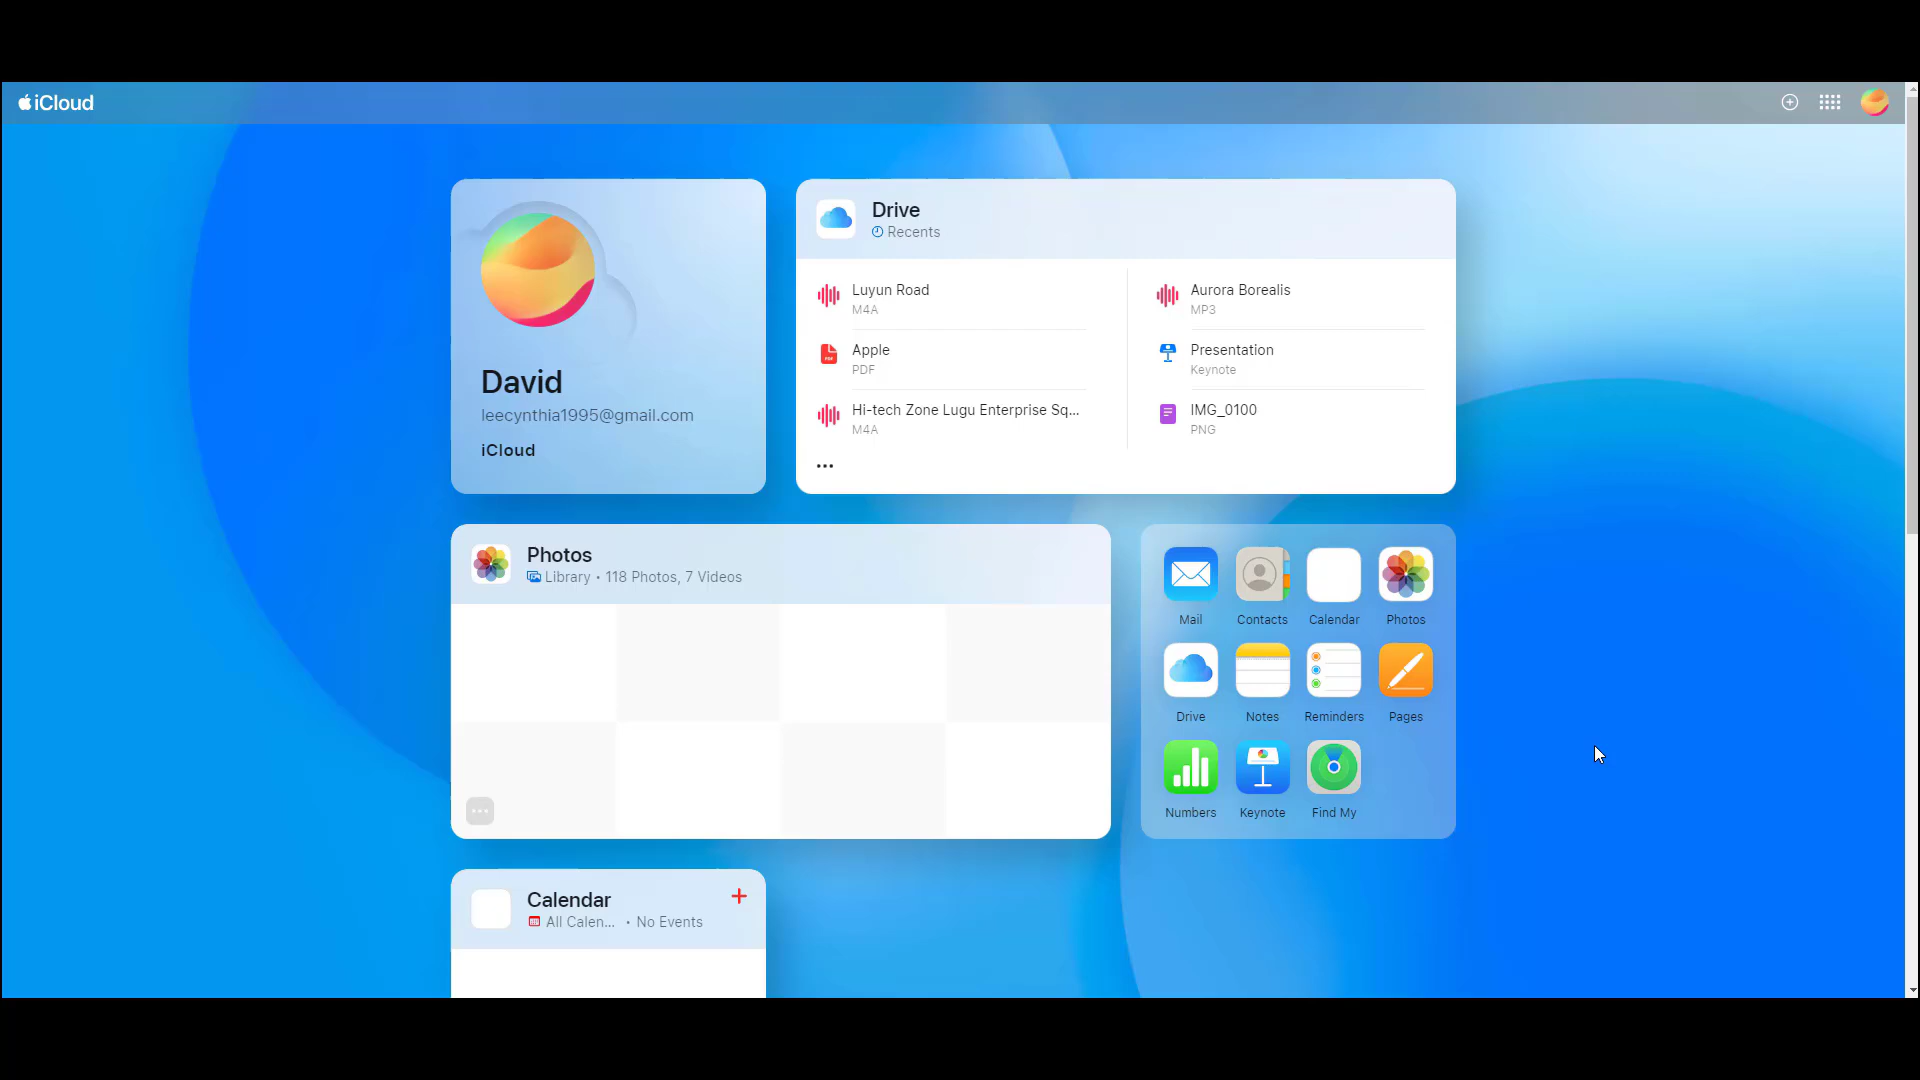 iCloud
David
leecynthia1995@gmail.com
iCloud
Drive
Recents
Luyun Road
M4A
Apple
PDF
Hi-tech Zone Lugu Enterprise Sq...
M4A
Aurora Borealis
MP3
Presentation
Keynote
IMG_0100
PNG
Photos
Library • 118 Photos, 7 Videos
Mail
Contacts
Calendar
Photos
Drive
Notes
Reminders
Pages
Numbers
Keynote
Find My
Calendar
All Calen... • No Events